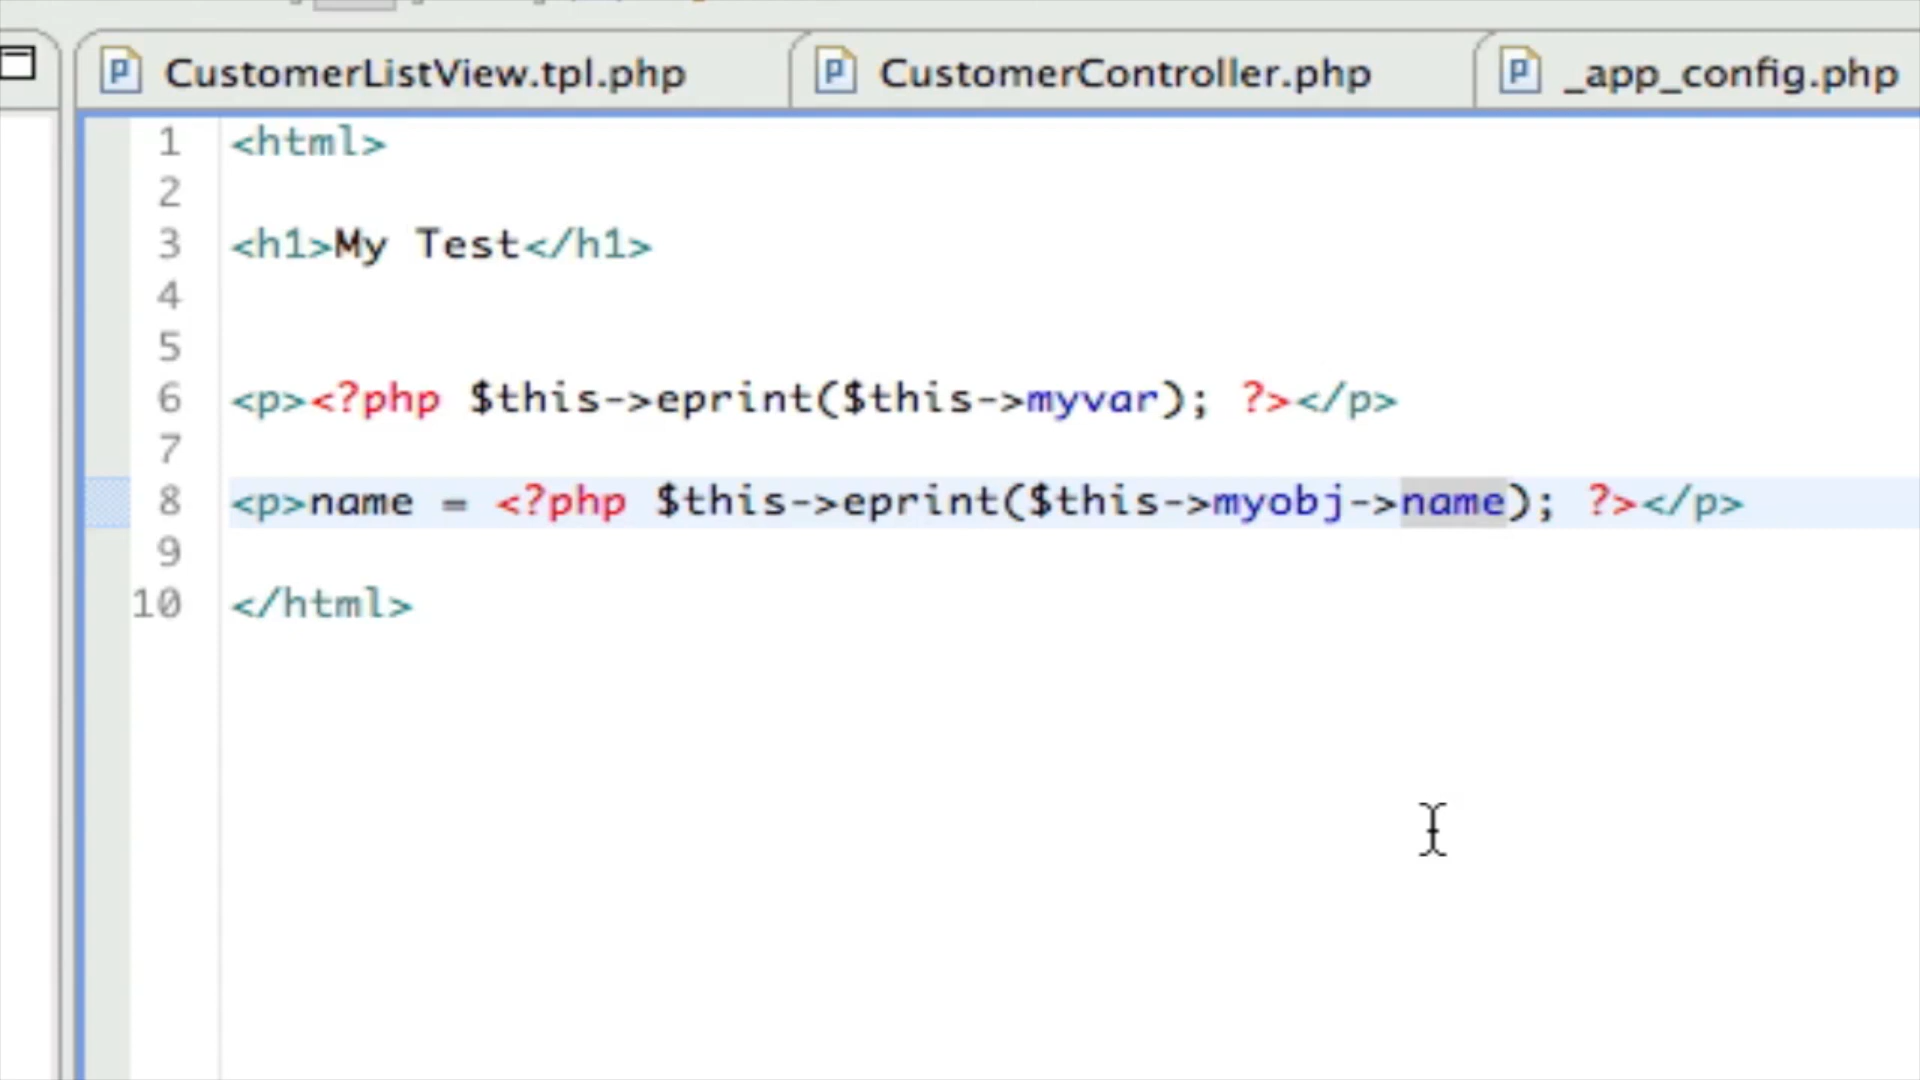 CustomerListView.tpl.php
CustomerController.php
_app_config.php
1 <html>
2
3 <h1>My Test</h1>
4
5
6 <p><?php $this->eprint($this->myvar); ?></p>
7
8 <p>name = <?php $this->eprint($this->myobj->name); ?></p>
9
10 </html>